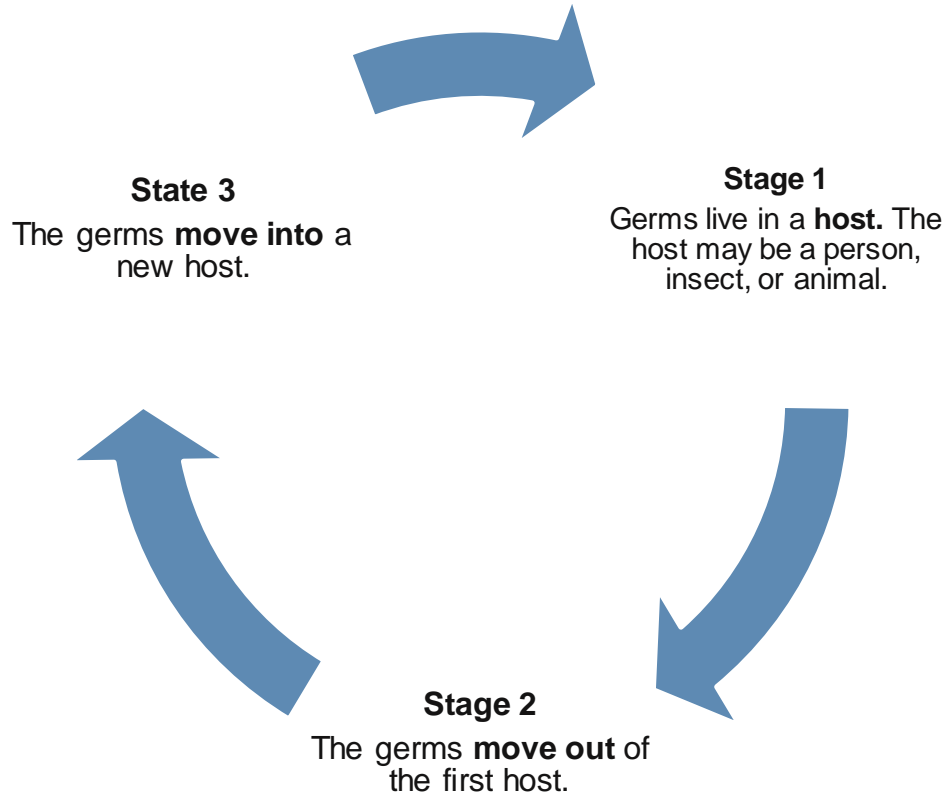 Stage 1
Germs live in a host. The
host may be a person,
insect, or animal.
Stage 2
The germs move out of
the first host.
State 3
The germs move into a
new host.